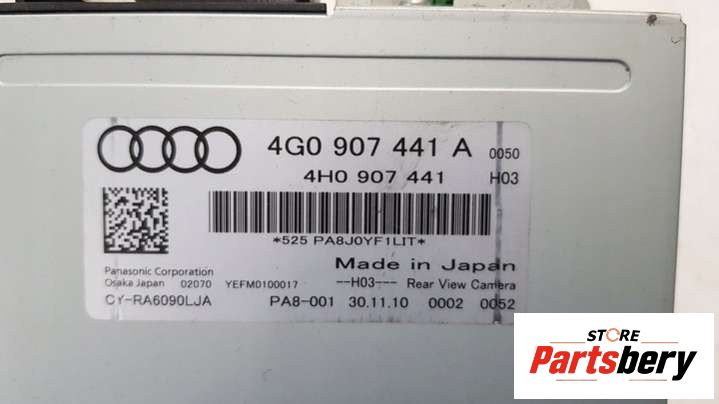 4G0 907 441 A 0050
4H0 907 441 H03
*525 PA8J0YF1LIT*
Made in Japan
Panasonic Corporation
Osaka Japan 02070 YEFM0100017 --H03--- Rear View Camera
CY-RA6090LJA PA8-001 30.11.10 0002 0052
STORE
Partsbery